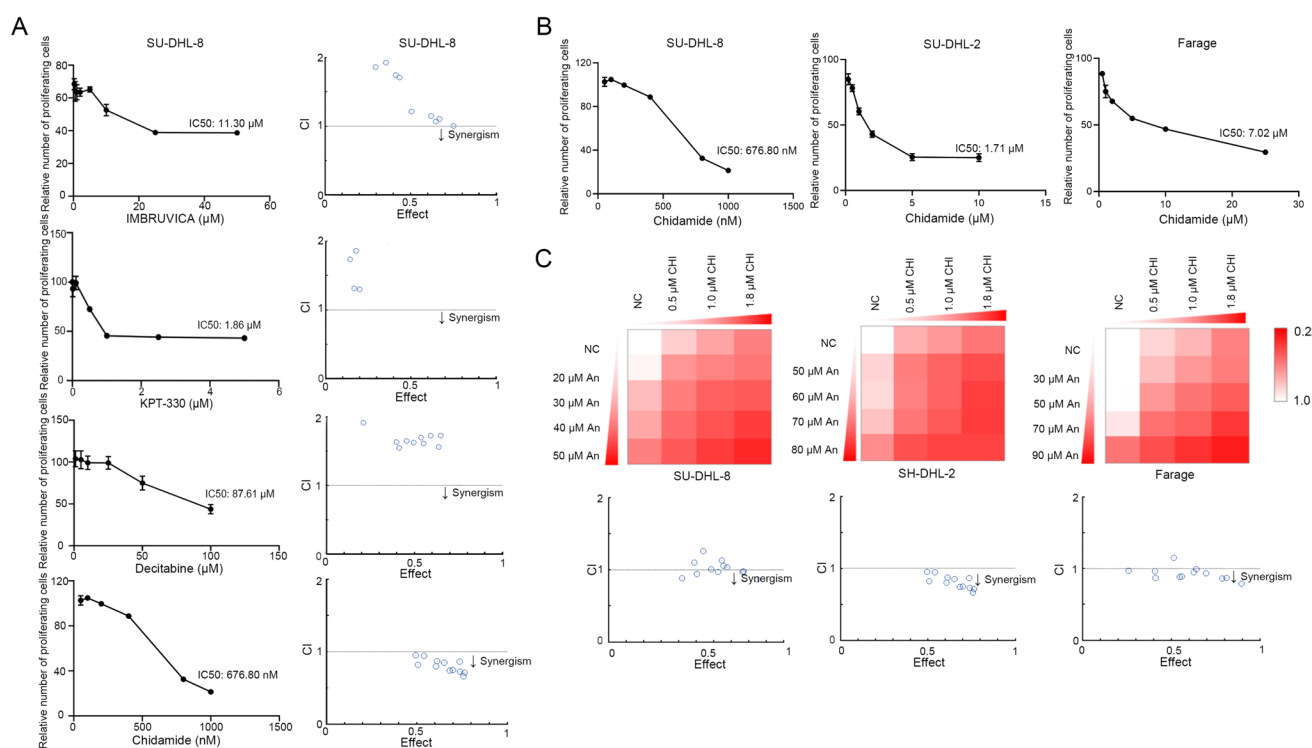 A
SU-DHL-8
Relative number of proliferating cells
80
60
40
20
0
IC50: 11.30 µM
0
20
40
60
IMBRUVICA (µM)
SU-DHL-8
CI
2
1
0
↓ Synergism
0
0.5
1
Effect
Relative number of proliferating cells
150
100
50
0
IC50: 1.86 µM
0
2
4
6
KPT-330 (µM)
CI
2
1
0
↓ Synergism
0
0.5
1
Effect
Relative number of proliferating cells
150
100
50
0
IC50: 87.61 µM
0
50
100
150
Decitabine (µM)
CI
2
1
0
↓ Synergism
0
0.5
1
Effect
Relative number of proliferating cells
120
80
40
0
IC50: 676.80 nM
0
500
1000
1500
Chidamide (nM)
CI
2
1
0
↓ Synergism
0
0.5
1
Effect
B
SU-DHL-8
Relative number of proliferating cells
120
80
40
0
IC50: 676.80 nM
0
500
1000
1500
Chidamide (nM)
SU-DHL-2
Relative number of proliferating cells
100
50
0
IC50: 1.71 µM
0
5
10
15
Chidamide (µM)
Farage
Relative number of proliferating cells
100
50
0
IC50: 7.02 µM
0
10
20
30
Chidamide (µM)
C
NC
0.5 µM CHI
1.0 µM CHI
1.8 µM CHI
NC
20 µM An
30 µM An
40 µM An
50 µM An
SU-DHL-8
NC
0.5 µM CHI
1.0 µM CHI
1.8 µM CHI
NC
50 µM An
60 µM An
70 µM An
80 µM An
SH-DHL-2
NC
0.5 µM CHI
1.0 µM CHI
1.8 µM CHI
NC
30 µM An
50 µM An
70 µM An
90 µM An
Farage
0.2
1.0
CI
2
1
0
↓ Synergism
0.5
1
Effect
CI
2
1
0
↓ Synergism
0
0.5
1
Effect
CI
2
1
0
↓ Synergism
0
0.5
1
Effect